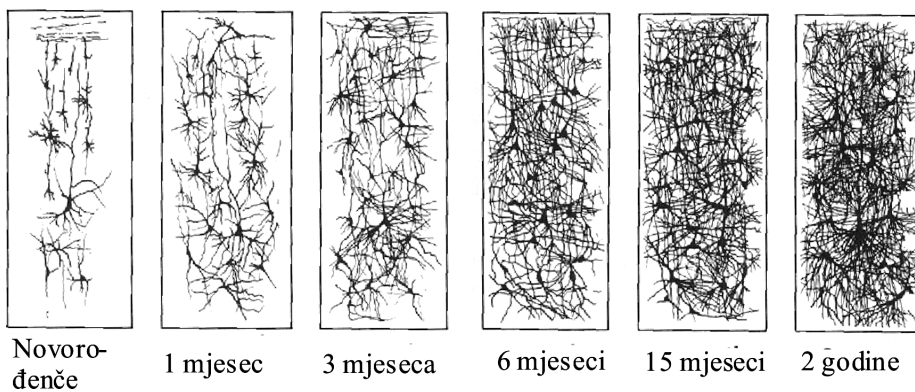 Novoro-
đenče
1 mjesec
3 mjeseca
6 mjeseci
15 mjeseci
2 godine